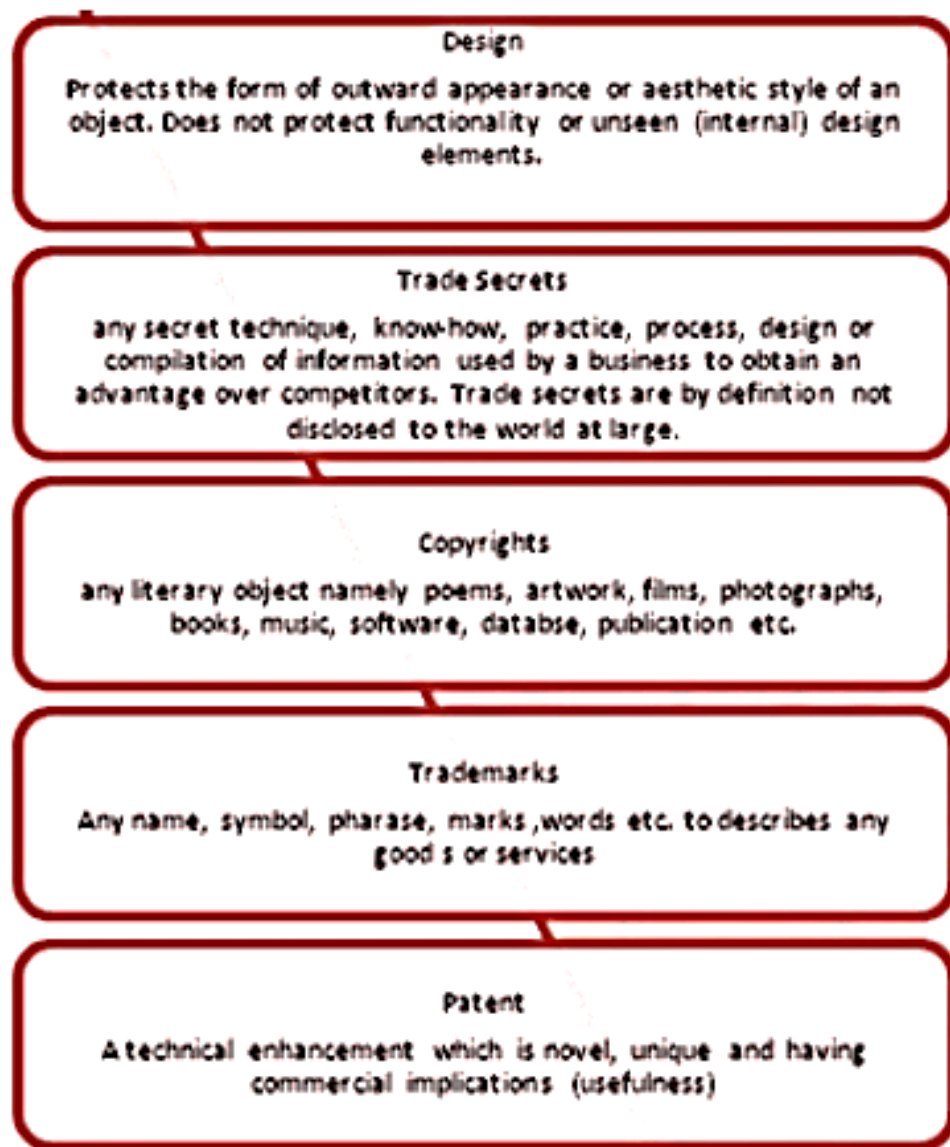 Design
Protects the form of outward appearance or aesthetic style of an
object. Does not protect functionality or unseen (internal) design
elements.
Trade Secrets
any secret technique, know-how, practice, process, design or
compilation of information used by a business to obtain an
advantage over competitors. Trade secrets are by definition not
disclosed to the world at large.
Copyrights
any literary object namely poems, artwork, films, photographs,
books, music, software, databse, publication etc.
Trademarks
Any name, symbol, pharase, marks ,words etc. to describes any
good s or services
Patent
A technical enhancement which is novel, unique and having
commercial implications (usefulness)